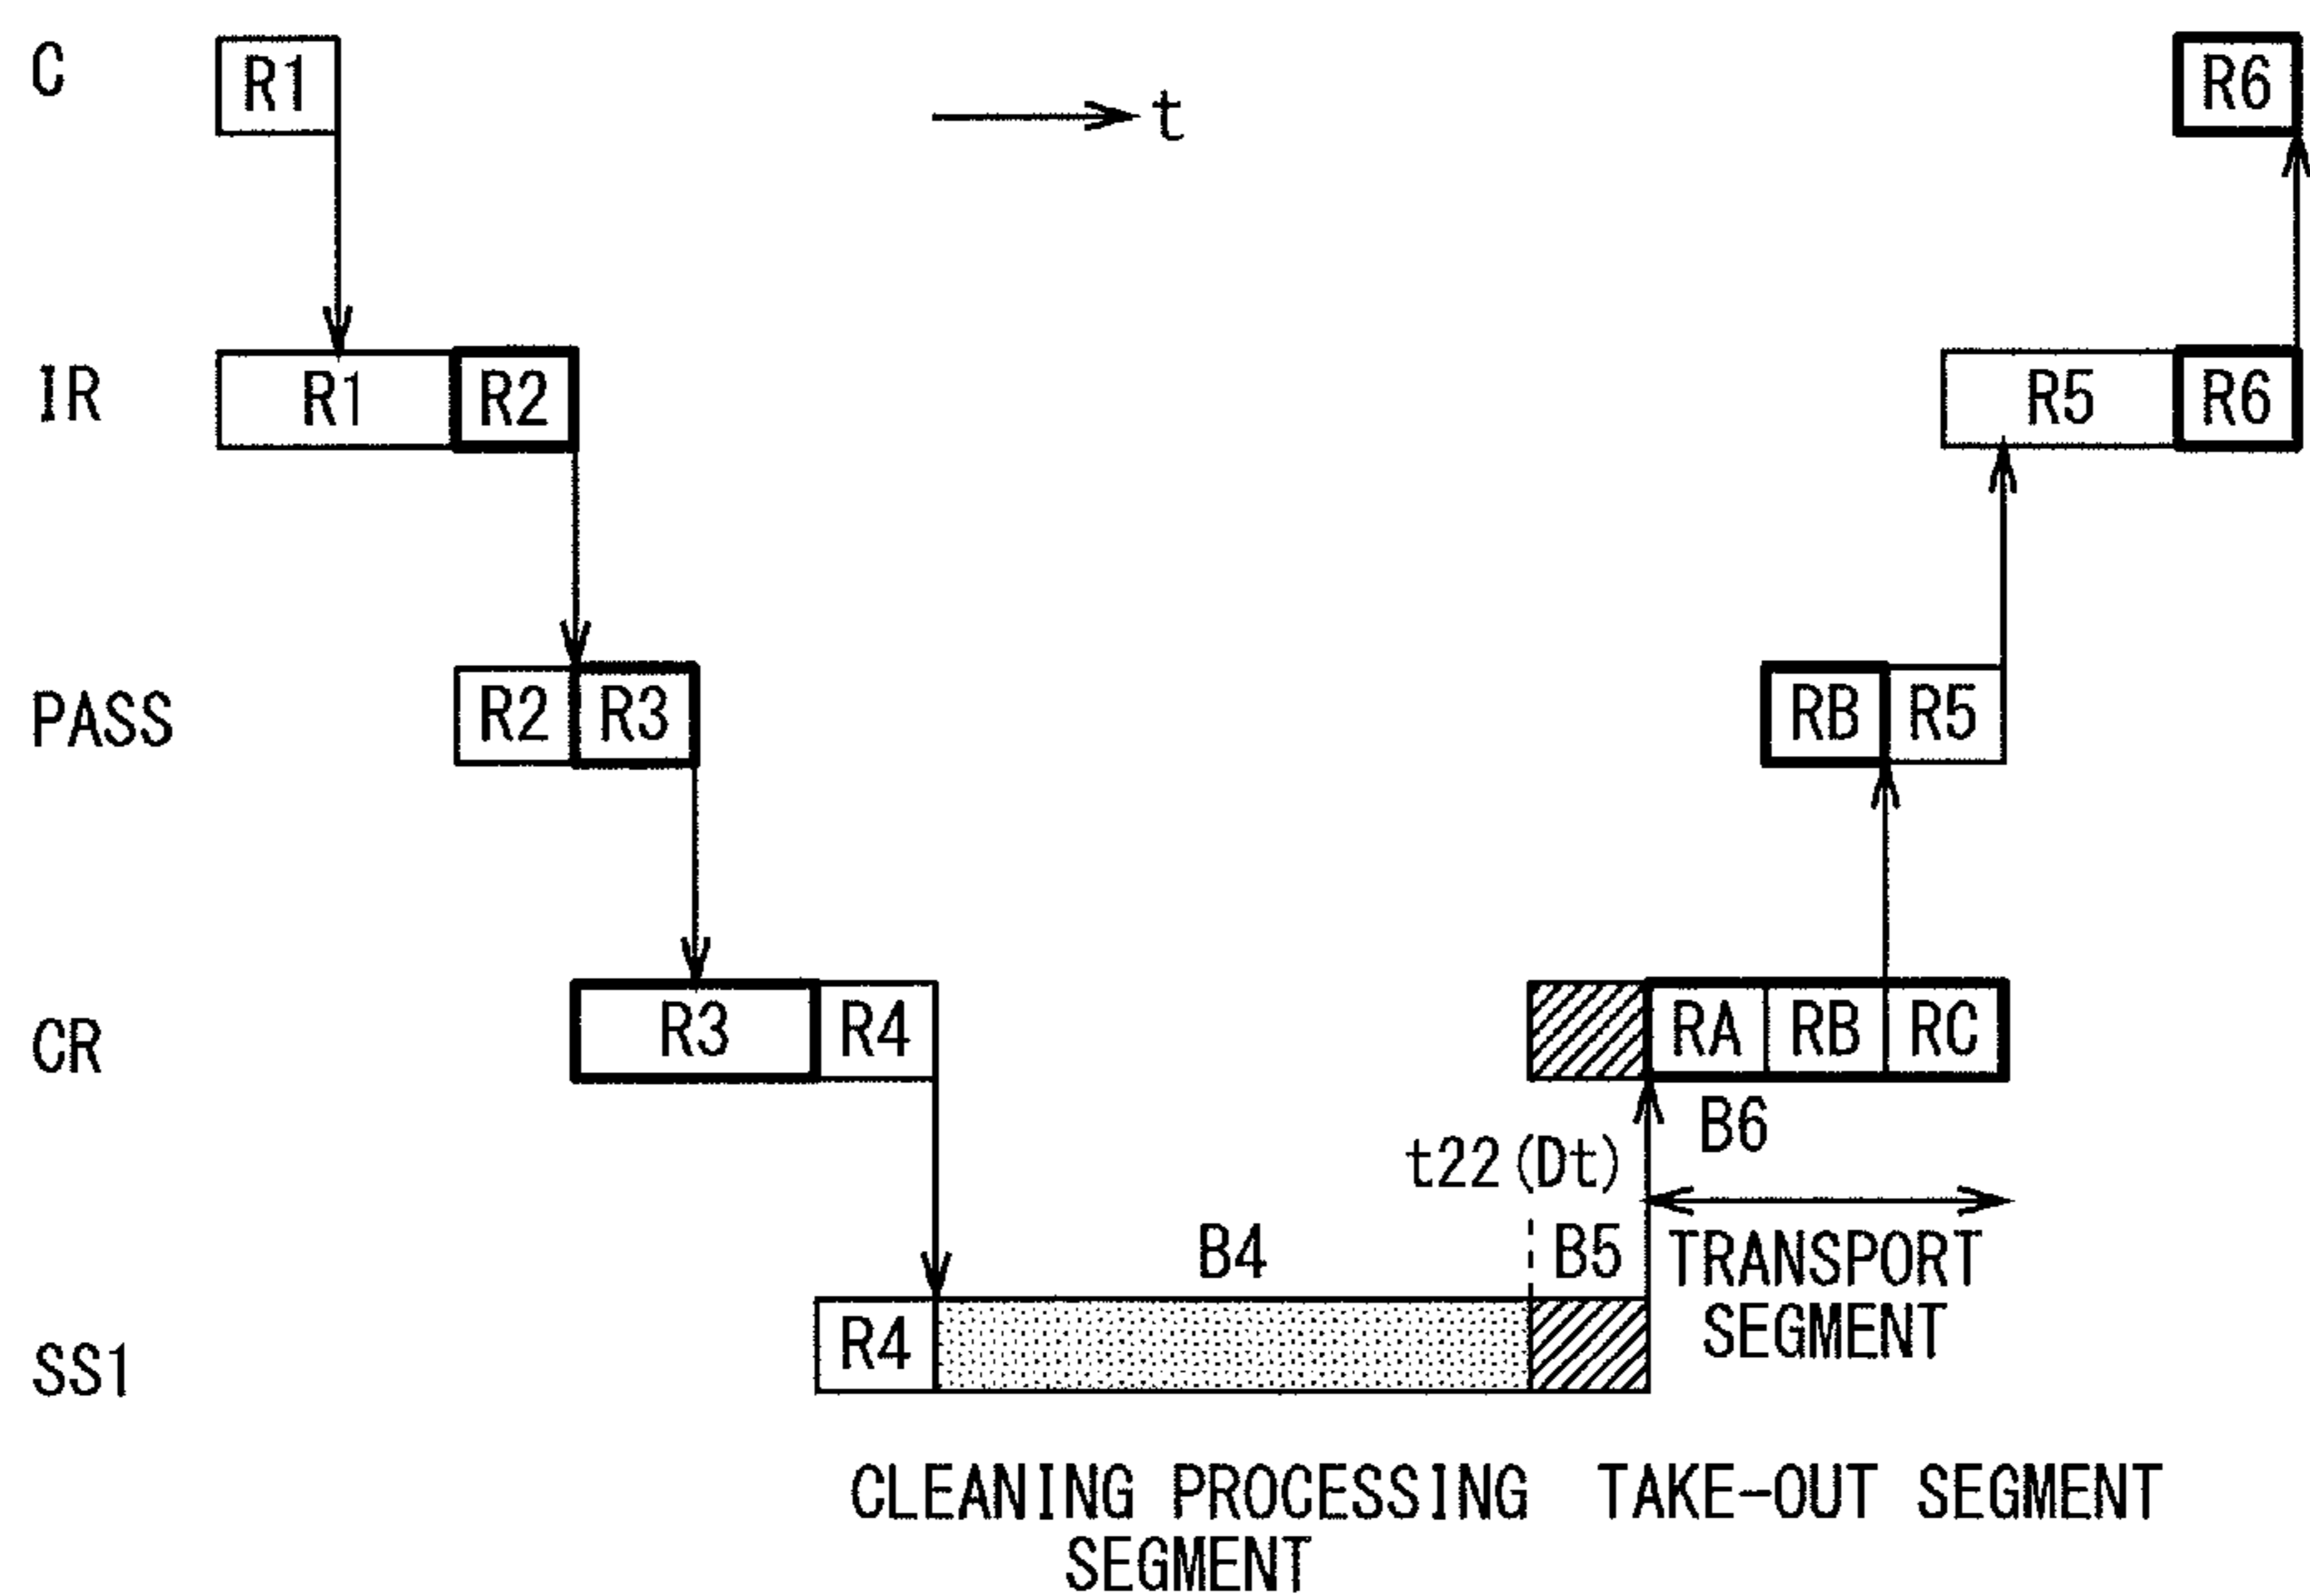 C R1 t R6
IR R1 R2 R5 R6
PASS R2 R3 RB R5
CR R3 R4 RA RB RC
t22(Dt) B6
B4 B5 TRANSPORT
SEGMENT
SS1 R4
CLEANING PROCESSING
SEGMENT
TAKE-OUT SEGMENT